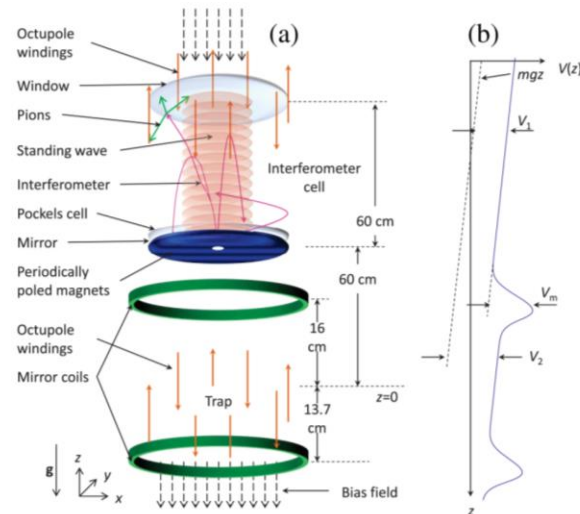 (a)
(b)
Octupole
windings
Window
Pions
Standing wave
Interferometer
Pockels cell
Mirror
Periodically
poled magnets
Octupole
windings
Mirror coils
Interferometer
cell
60 cm
60 cm
16
cm
Trap
z=0
13.7
cm
Bias field
g
z
y
x
V(z)
mgz
V1
Vm
V2
z